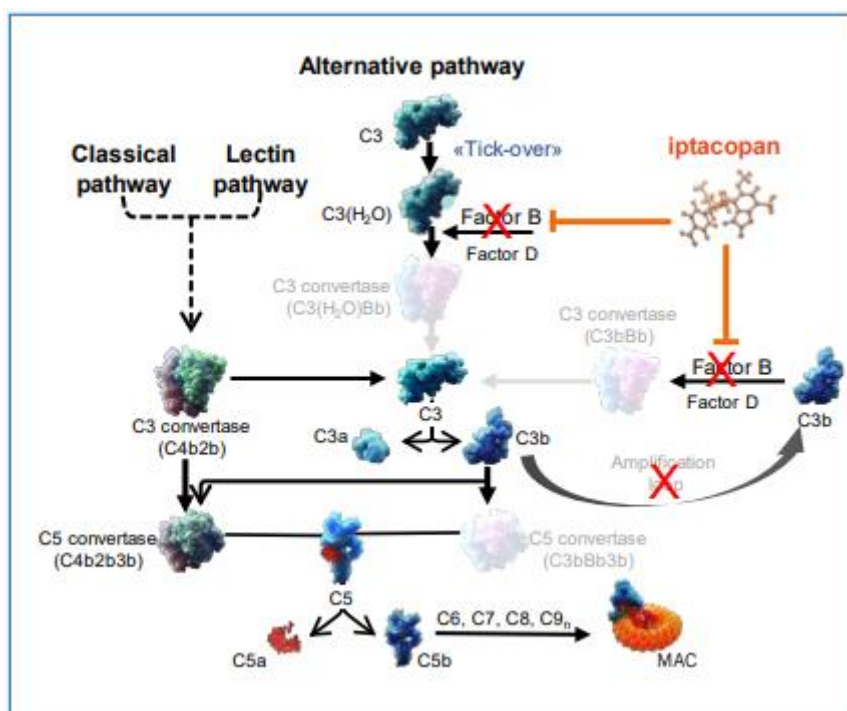 Alternative pathway
C3
«Tick-over»
Classical
pathway
Lectin
pathway
iptacopan
C3(H₂O)
Factor B
Factor D
C3 convertase
(C3(H₂O)Bb)
C3 convertase
(C3bBb)
Factor B
Factor D
C3b
C3
C3 convertase
(C4b2b)
C3a
C3b
Amplification
loop
C5 convertase
(C4b2b3b)
C5 convertase
(C3bBb3b)
C5
C6, C7, C8, C9ₙ
C5a
C5b
MAC